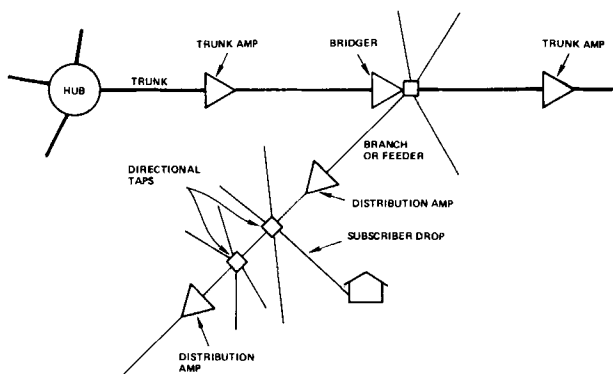 TRUNK AMP
BRIDGER
TRUNK AMP
HUB
TRUNK
BRANCH
OR FEEDER
DIRECTIONAL
TAPS
DISTRIBUTION AMP
SUBSCRIBER DROP
DISTRIBUTION
AMP